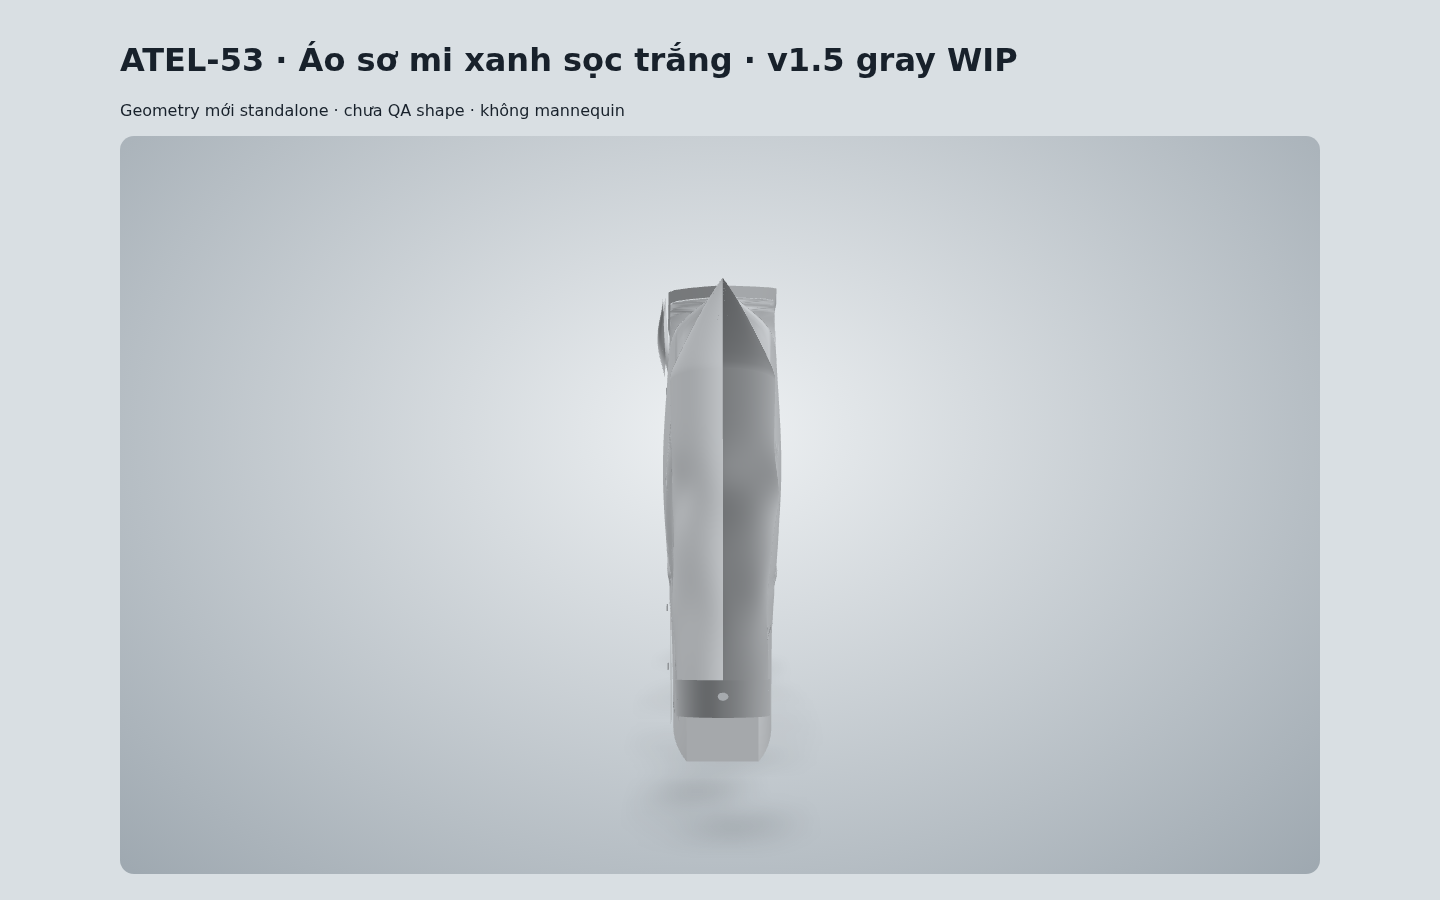 ATEL-53 · Áo sơ mi xanh sọc trắng · v1.5 gray WIP
Geometry mới standalone · chưa QA shape · không mannequin